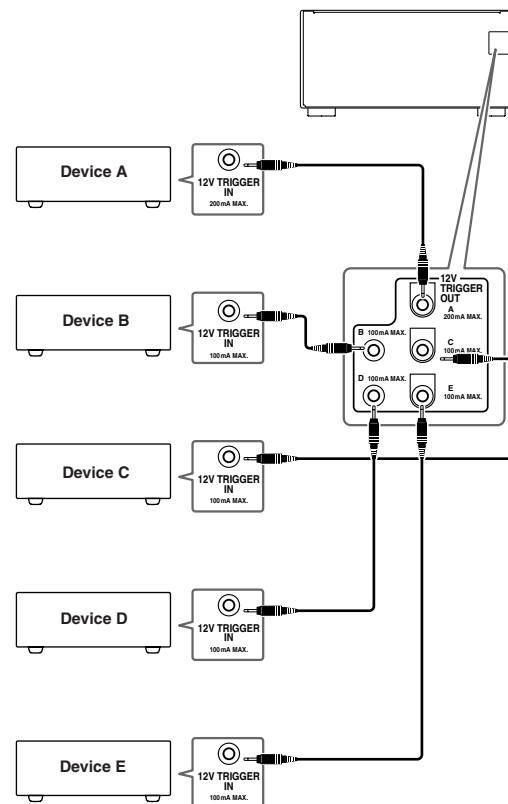 Device A
12V TRIGGER
IN
200mA MAX.
12V
TRIGGER
OUT
A
200mA MAX.
Device B
12V TRIGGER
IN
100mA MAX.
B 100mA MAX.
C
100mA MAX.
D 100mA MAX.
E
100mA MAX.
Device C
12V TRIGGER
IN
100mA MAX.
Device D
12V TRIGGER
IN
100mA MAX.
Device E
12V TRIGGER
IN
100mA MAX.